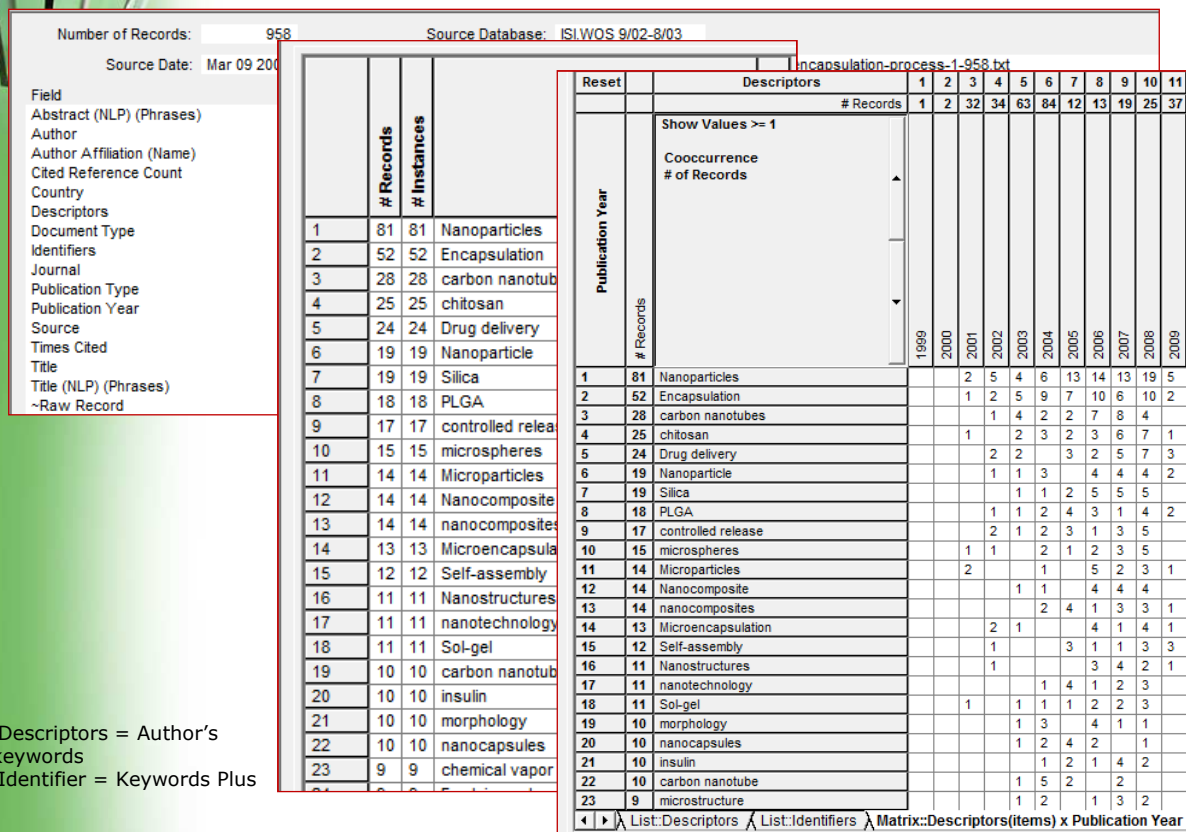 Number of Records: 958 Source Database: ISI.WOS 9/02-8/03
Source Date: Mar 09 200
encapsulation-process-1-958.txt
Field
Abstract (NLP) (Phrases)
Author
Author Affiliation (Name)
Cited Reference Count
Country
Descriptors
Document Type
Identifiers
Journal
Publication Type
Publication Year
Source
Times Cited
Title
Title (NLP) (Phrases)
~Raw Record
# Records # Instances
1 81 81 Nanoparticles
2 52 52 Encapsulation
3 28 28 carbon nanotub
4 25 25 chitosan
5 24 24 Drug delivery
6 19 19 Nanoparticle
7 19 19 Silica
8 18 18 PLGA
9 17 17 controlled relea
10 15 15 microspheres
11 14 14 Microparticles
12 14 14 Nanocomposite
13 14 14 nanocomposites
14 13 13 Microencapsula
15 12 12 Self-assembly
16 11 11 Nanostructures
17 11 11 nanotechnology
18 11 11 Sol-gel
19 10 10 carbon nanotub
20 10 10 insulin
21 10 10 morphology
22 10 10 nanocapsules
23 9 9 chemical vapor
Reset Descriptors 1 2 3 4 5 6 7 8 9 10 11
# Records 1 2 32 34 63 84 12 13 19 25 37
Show Values >= 1
Cooccurrence
# of Records
Publication Year
# Records
1999 2000 2001 2002 2003 2004 2005 2006 2007 2008 2009
1 81 Nanoparticles 2 5 4 6 13 14 13 19 5
2 52 Encapsulation 1 2 5 9 7 10 6 10 2
3 28 carbon nanotubes 1 4 2 2 7 8 4
4 25 chitosan 1 2 3 2 3 6 7 1
5 24 Drug delivery 2 2 3 2 5 7 3
6 19 Nanoparticle 1 1 3 4 4 4 2
7 19 Silica 1 1 2 5 5 5
8 18 PLGA 1 1 2 4 3 1 4 2
9 17 controlled release 2 1 2 3 1 3 5
10 15 microspheres 1 1 2 1 2 3 5
11 14 Microparticles 2 1 5 2 3 1
12 14 Nanocomposite 1 1 4 4 4
13 14 nanocomposites 2 4 1 3 3 1
14 13 Microencapsulation 2 1 4 1 4 1
15 12 Self-assembly 1 3 1 1 3 3
16 11 Nanostructures 1 3 4 2 1
17 11 nanotechnology 1 4 1 2 3
18 11 Sol-gel 1 1 1 1 2 2 3
19 10 morphology 1 3 4 1 1
20 10 nanocapsules 1 2 4 2 1
21 10 insulin 1 2 1 4 2
22 10 carbon nanotube 1 5 2 2
23 9 microstructure 1 2 1 3 2
List::Descriptors List::Identifiers Matrix::Descriptors(items) x Publication Year
Descriptors = Author's
keywords
Identifier = Keywords Plus